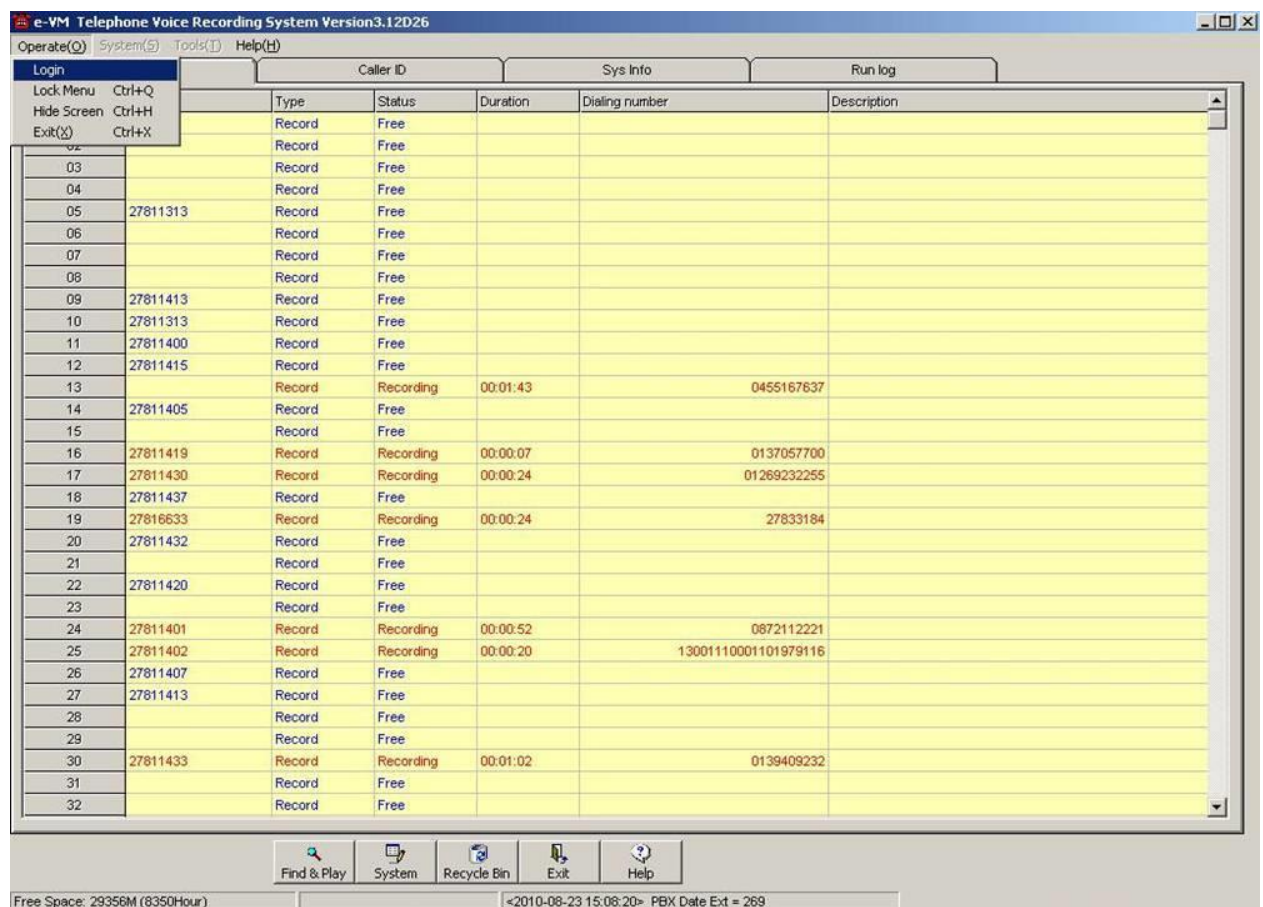 e-VM Telephone Voice Recording System Version3.12D26
Operate(O) System(S) Tools(T) Help(H)
Login
Lock Menu Ctrl+Q
Hide Screen Ctrl+H
Exit(X) Ctrl+X
Caller ID Sys Info Run log
Type Status Duration Dialing number Description
Record Free
02 Record Free
03 Record Free
04 Record Free
05 27811313 Record Free
06 Record Free
07 Record Free
08 Record Free
09 27811413 Record Free
10 27811313 Record Free
11 27811400 Record Free
12 27811415 Record Free
13 Record Recording 00:01:43 0455167637
14 27811405 Record Free
15 Record Free
16 27811419 Record Recording 00:00:07 0137057700
17 27811430 Record Recording 00:00:24 01269232255
18 27811437 Record Free
19 27816633 Record Recording 00:00:24 27833184
20 27811432 Record Free
21 Record Free
22 27811420 Record Free
23 Record Free
24 27811401 Record Recording 00:00:52 0872112221
25 27811402 Record Recording 00:00:20 13001110001101979116
26 27811407 Record Free
27 27811413 Record Free
28 Record Free
29 Record Free
30 27811433 Record Recording 00:01:02 0139409232
31 Record Free
32 Record Free
Find & Play System Recycle Bin Exit Help
Free Space: 29356M (8350Hour) <2010-08-23 15:08:20> PBX Date Ext = 269